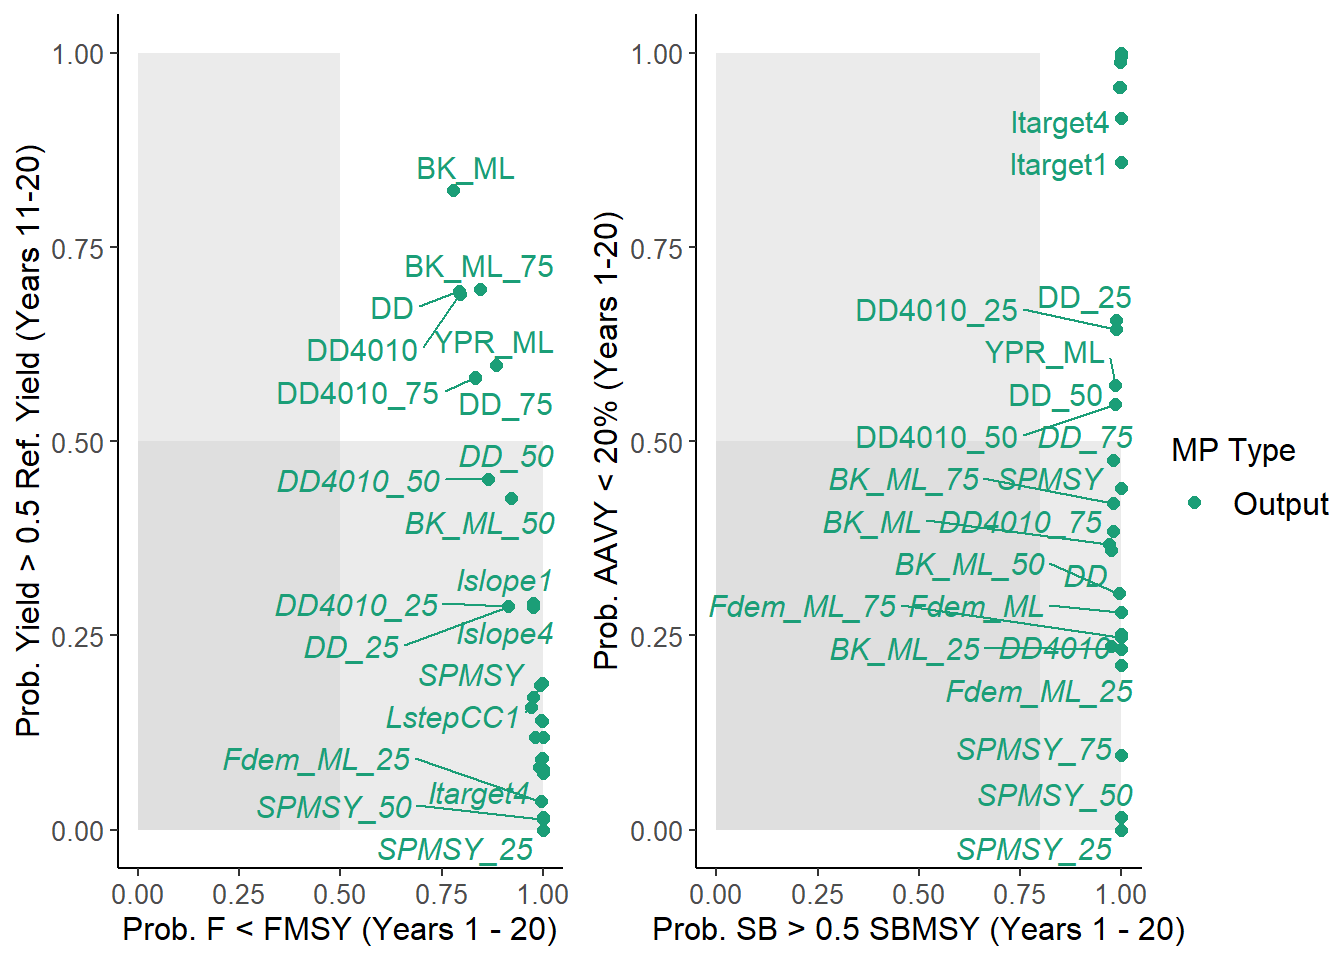 1.00
0.75
0.50
0.25
0.00
Prob. Yield > 0.5 Ref. Yield (Years 11-20)
BK_ML
BK_ML_75
DD
DD4010
YPR_ML
DD4010_75
DD_75
DD_50
DD4010_50
BK_ML_50
Islope1
DD4010_25
DD_25
Islope4
SPMSY
LstepCC1
Fdem_ML_25
Itarget4
SPMSY_50
SPMSY_25
0.00 0.25 0.50 0.75 1.00
Prob. F < FMSY (Years 1 - 20)
1.00
0.75
0.50
0.25
0.00
Prob. AAVY < 20% (Years 1-20)
Itarget4
Itarget1
DD_25
DD4010_25
YPR_ML
DD_50
DD4010_50
DD_75
BK_ML_75
SPMSY
BK_ML
DD4010_75
BK_ML_50
DD
Fdem_ML_75
Fdem_ML
BK_ML_25
DD4010
Fdem_ML_25
SPMSY_75
SPMSY_50
SPMSY_25
0.00 0.25 0.50 0.75 1.00
Prob. SB > 0.5 SBMSY (Years 1 - 20)
MP Type
Output